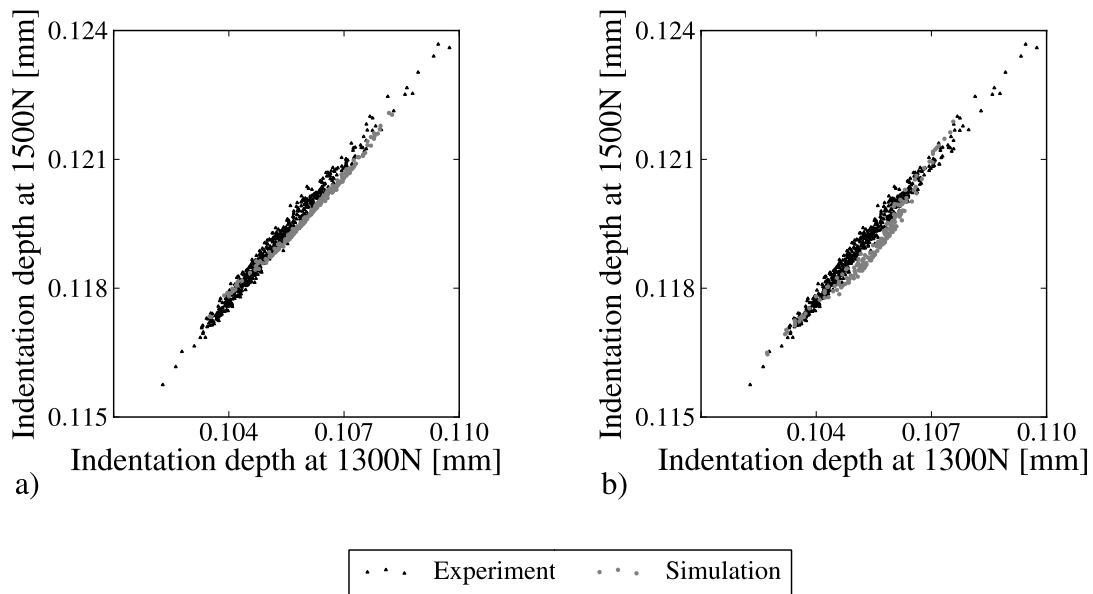 0.124
0.121
0.118
0.115
0.104 0.107 0.110
Indentation depth at 1500N [mm]
Indentation depth at 1300N [mm]
a)
0.124
0.121
0.118
0.115
0.104 0.107 0.110
Indentation depth at 1500N [mm]
Indentation depth at 1300N [mm]
b)
Experiment Simulation